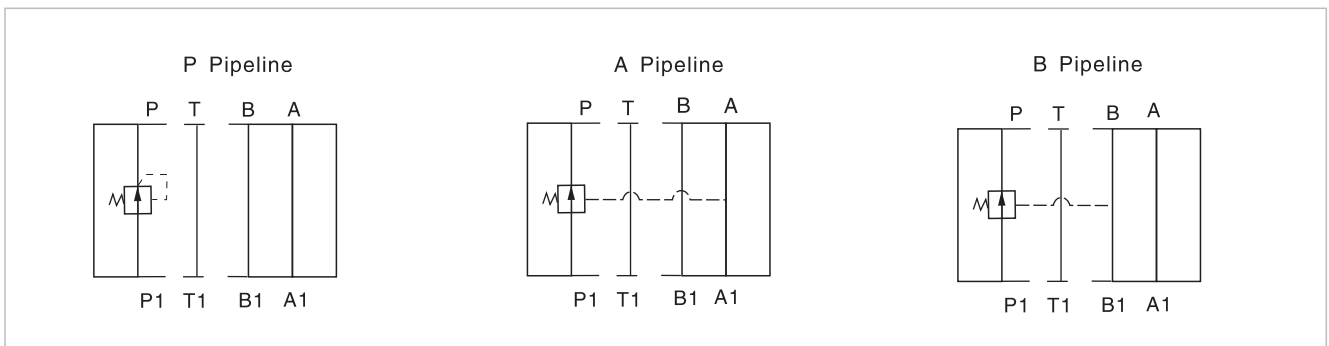 P Pipeline
P T B A
P1 T1 B1 A1
A Pipeline
P T B A
P1 T1 B1 A1
B Pipeline
P T B A
P1 T1 B1 A1